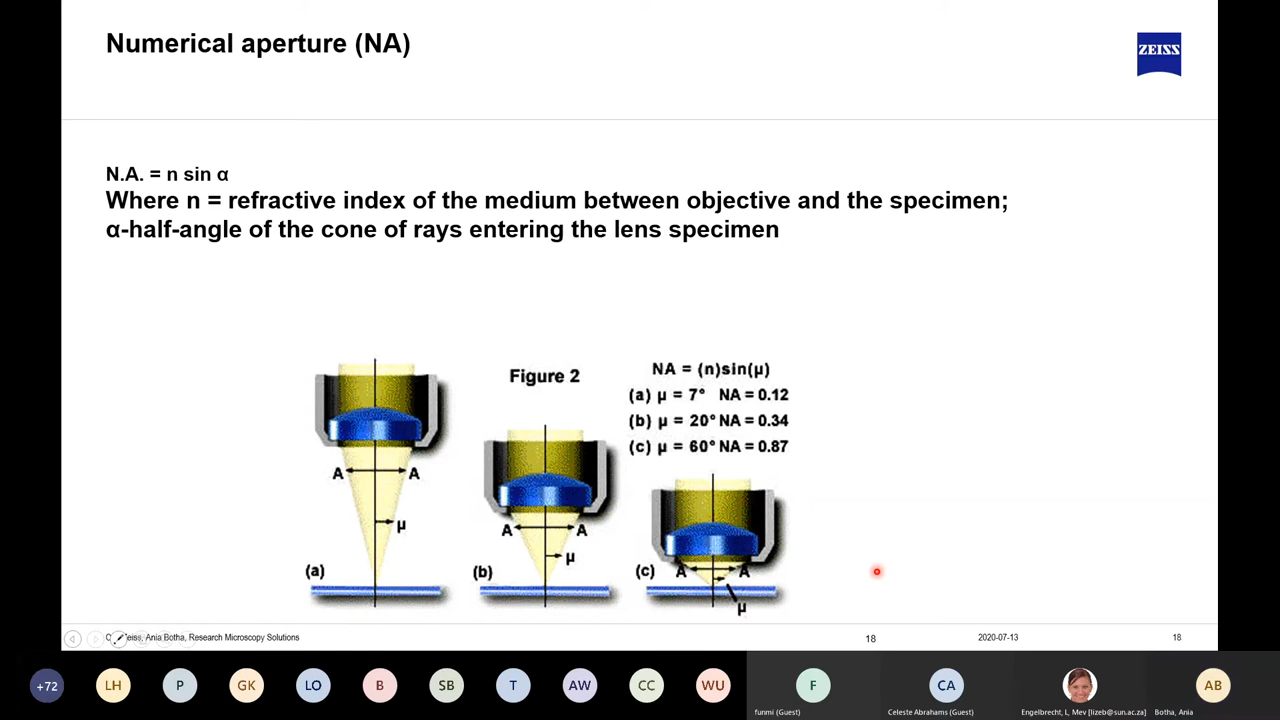 Numerical aperture (NA)
ZEISS
N.A. = n sin α
Where n = refractive index of the medium between objective and the specimen;
α-half-angle of the cone of rays entering the lens specimen
Figure 2
NA = (n)sin(μ)
(a) μ = 7° NA = 0.12
(b) μ = 20° NA = 0.34
(c) μ = 60° NA = 0.87
A A
μ
(a)
A A
μ
(b)
A A
μ
(c)
Zeiss, Ania Botha, Research Microscopy Solutions
18
2020-07-13
18
+72
LH
P
GK
LO
B
SB
T
AW
CC
WU
F
funmi (Guest)
CA
Celeste Abrahams (Guest)
Engelbrecht, L, Mev [lizeb@sun.ac.za]
AB
Botha, Ania